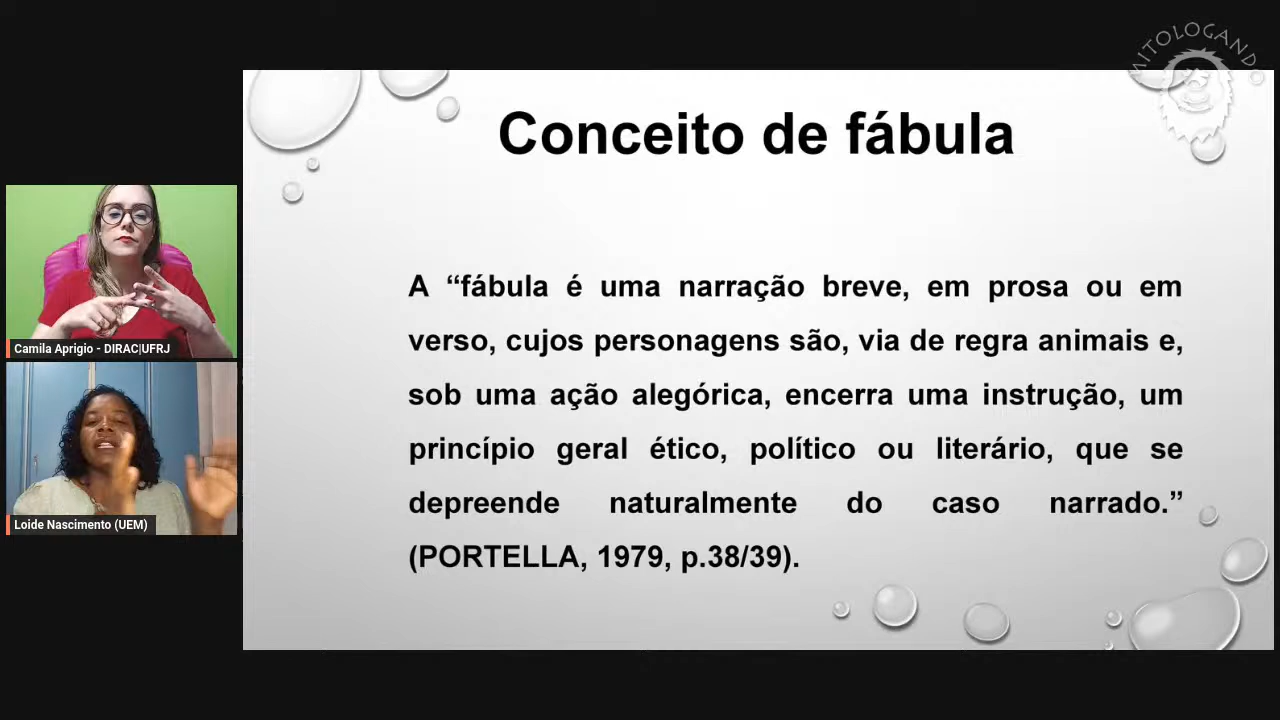 MITOLOGANDO
Conceito de fábula
A “fábula é uma narração breve, em prosa ou em
verso, cujos personagens são, via de regra animais e,
sob uma ação alegórica, encerra uma instrução, um
princípio geral ético, político ou literário, que se
depreende naturalmente do caso narrado.”
(PORTELLA, 1979, p.38/39).
Camila Aprigio - DIRAC|UFRJ
Loide Nascimento (UEM)